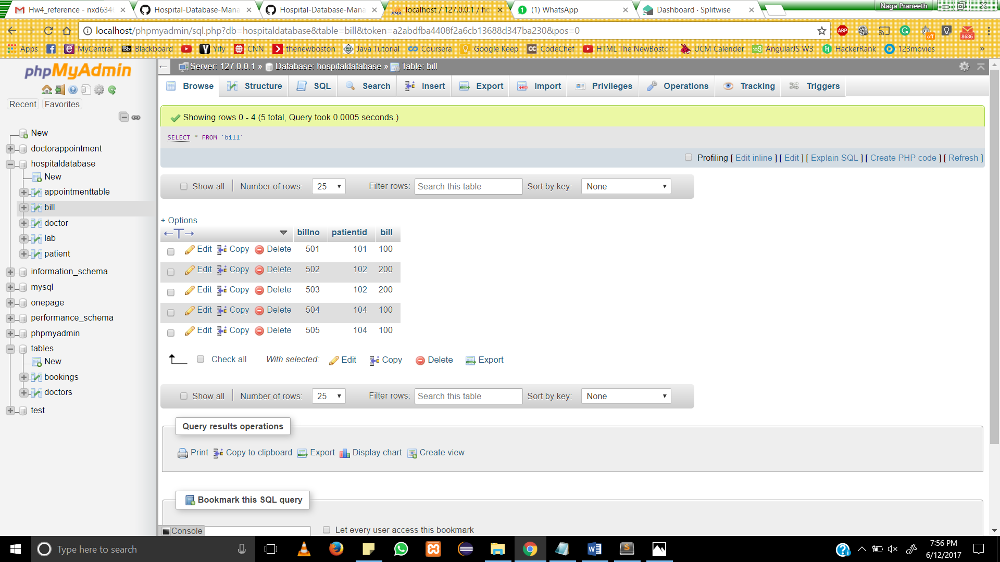 Hw4_reference - nxd6346
Hospital-Database-Mana
Hospital-Database-Mana
PMA localhost / 127.0.0.1 / ho
(1) WhatsApp
Dashboard · Splitwise
Naga Praneeth
localhost/phpmyadmin/sql.php?db=hospitaldatabase&table=bill&token=a2abdfba4408f2a6cb13688d347ba230&pos=0
ABP
off
8686
Apps
MyCentral
Bb Blackboard
Yify
CNN
thenewboston
Java Tutorial
Coursera
Google Keep
CC CodeChef
HTML The NewBosto
UCM Calender
w3 AngularJS W3
HackerRank
123movies
»
phpMyAdmin
Recent Favorites
New
doctorappointment
hospitaldatabase
New
appointmenttable
bill
doctor
lab
patient
information_schema
mysql
onepage
performance_schema
phpmyadmin
tables
New
bookings
doctors
test
Server: 127.0.0.1 » Database: hospitaldatabase » Table: bill
Browse Structure SQL Search Insert Export Import Privileges Operations Tracking Triggers
Showing rows 0 - 4 (5 total, Query took 0.0005 seconds.)
SELECT * FROM `bill`
Profiling [ Edit inline ] [ Edit ] [ Explain SQL ] [ Create PHP code ] [ Refresh ]
Show all Number of rows: 25 Filter rows: Search this table Sort by key: None
+ Options
billno patientid bill
Edit Copy Delete 501 101 100
Edit Copy Delete 502 102 200
Edit Copy Delete 503 102 200
Edit Copy Delete 504 104 100
Edit Copy Delete 505 104 100
Check all With selected: Edit Copy Delete Export
Show all Number of rows: 25 Filter rows: Search this table Sort by key: None
Query results operations
Print Copy to clipboard Export Display chart Create view
Bookmark this SQL query
Console
Let every user access this bookmark
Type here to search
7:56 PM
6/12/2017